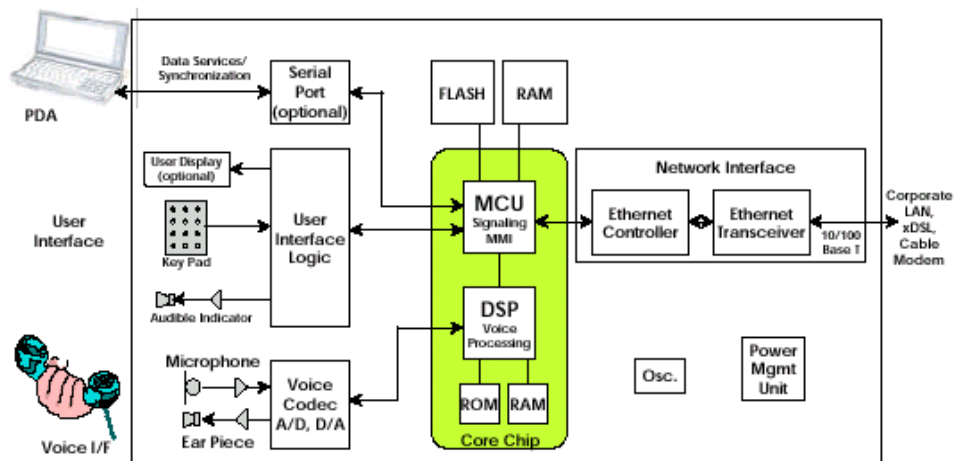 PDA
Data Services/
Synchronization
Serial
Port
(optional)
FLASH
RAM
User
Interface
User Display
(optional)
Key Pad
Audible Indicator
User
Interface
Logic
MCU
Signaling
MMI
Network Interface
Ethernet
Controller
Ethernet
Transceiver
10/100
Base T
Corporate
LAN,
xDSL,
Cable
Modem
DSP
Voice
Processing
ROM
RAM
Core Chip
Microphone
Ear Piece
Voice
Codec
A/D, D/A
Osc.
Power
Mgmt
Unit
Voice I/F